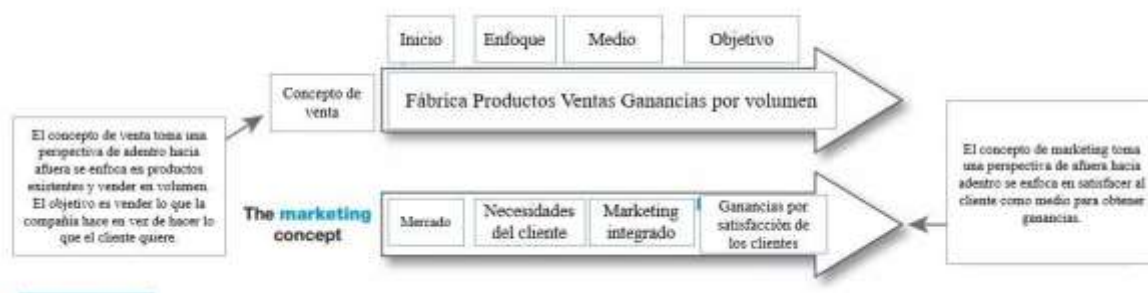 Inicio
Enfoque
Medio
Objetivo
Concepto de
venta
Fábrica Productos Ventas Ganancias por volumen
El concepto de venta toma una
perspectiva de adentro hacia
afuera se enfoca en productos
existentes y vender en volumen.
El objetivo es vender lo que la
compañía hace en vez de hacer lo
que el cliente quiere
The marketing
concept
Mercado
Necesidades
del cliente
Marketing
integrado
Ganancias por
satisfacción de
los clientes
El concepto de marketing toma
una perspectiva de afuera hacia
adentro se enfoca en satisfacer al
cliente como medio para obtener
ganancias.